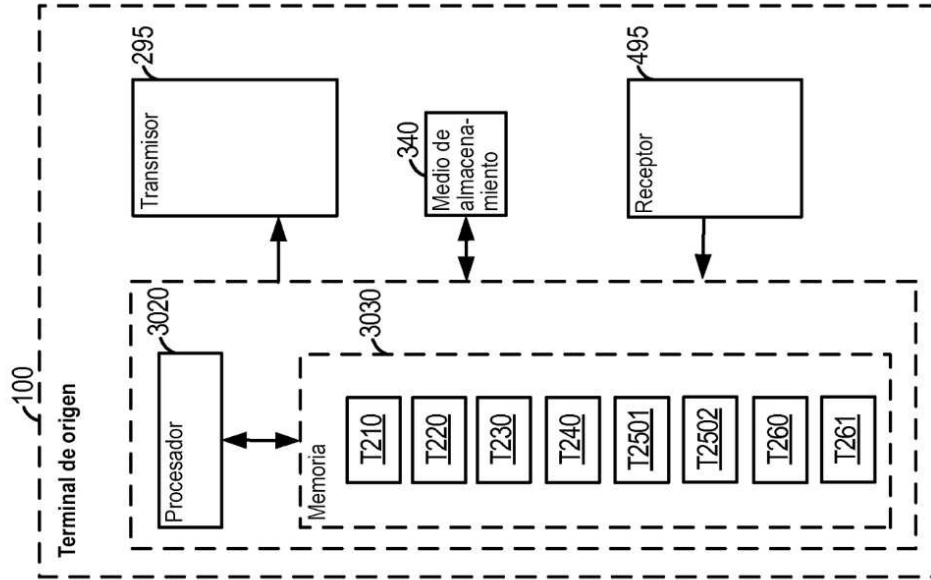 100
Terminal de origen
3020
Procesador
3030
Memoria
T210
T220
T230
T240
T2501
T2502
T260
T261
295
Transmisor
340
Medio de
almacena-
miento
495
Receptor